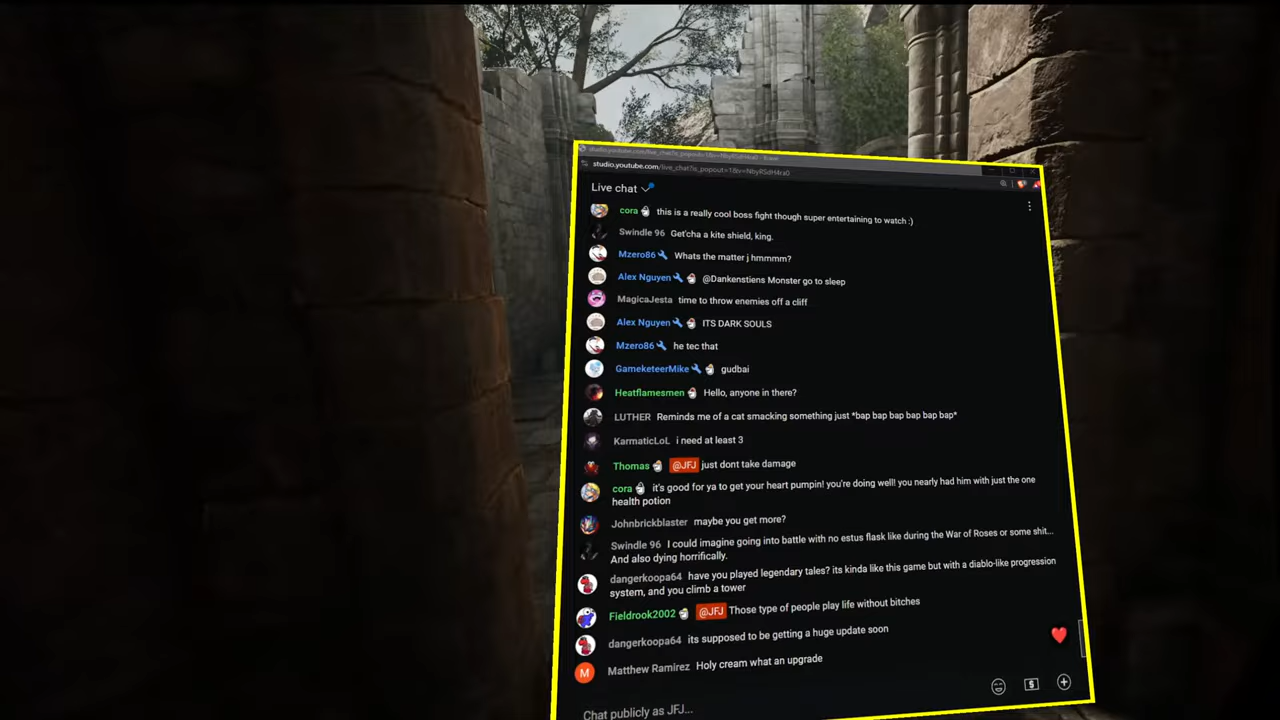 studio.youtube.com/live_chat?is_popout=1&v=NbyRSdH4ra0
Live chat
cora this is a really cool boss fight though super entertaining to watch :)
Swindle 96 Get'cha a kite shield, king.
Mzero86 Whats the matter j hmmmm?
Alex Nguyen @Dankenstiens Monster go to sleep
MagicaJesta time to throw enemies off a cliff
Alex Nguyen ITS DARK SOULS
Mzero86 he tec that
GameketeerMike gudbai
Heatflamesmen Hello, anyone in there?
LUTHER Reminds me of a cat smacking something just *bap bap bap bap bap bap*
KarmaticLoL i need at least 3
Thomas @JFJ just dont take damage
cora it's good for ya to get your heart pumpin! you're doing well! you nearly had him with just the one
health potion
Johnbrickblaster maybe you get more?
Swindle 96 I could imagine going into battle with no estus flask like during the War of Roses or some shit...
And also dying horrifically.
dangerkoopa64 have you played legendary tales? its kinda like this game but with a diablo-like progression
system, and you climb a tower
Fieldrook2002 @JFJ Those type of people play life without bitches
dangerkoopa64 its supposed to be getting a huge update soon
M Matthew Ramirez Holy cream what an upgrade
Chat publicly as JFJ...